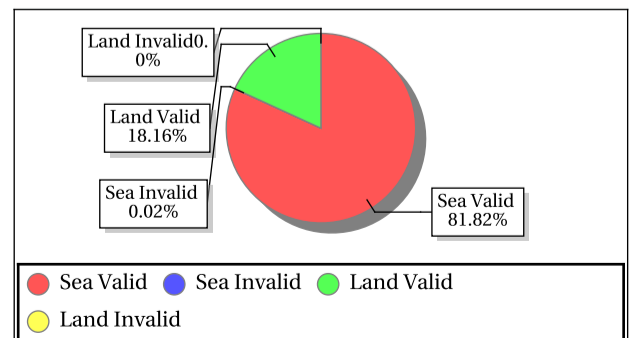 Land Invalid0.
0%
Land Valid
18.16%
Sea Invalid
0.02%
Sea Valid
81.82%
Sea Valid
Sea Invalid
Land Valid
Land Invalid